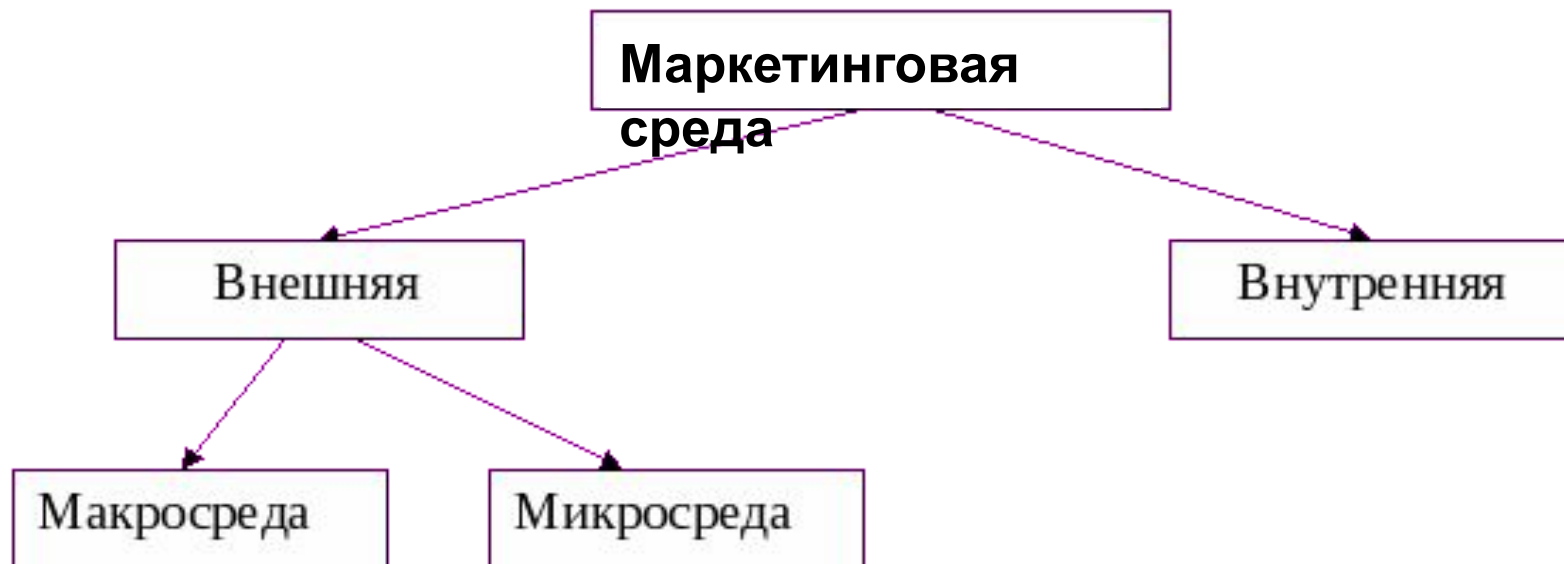 Маркетинговая
среда
Внешняя
Внутренняя
Макросреда
Микросреда